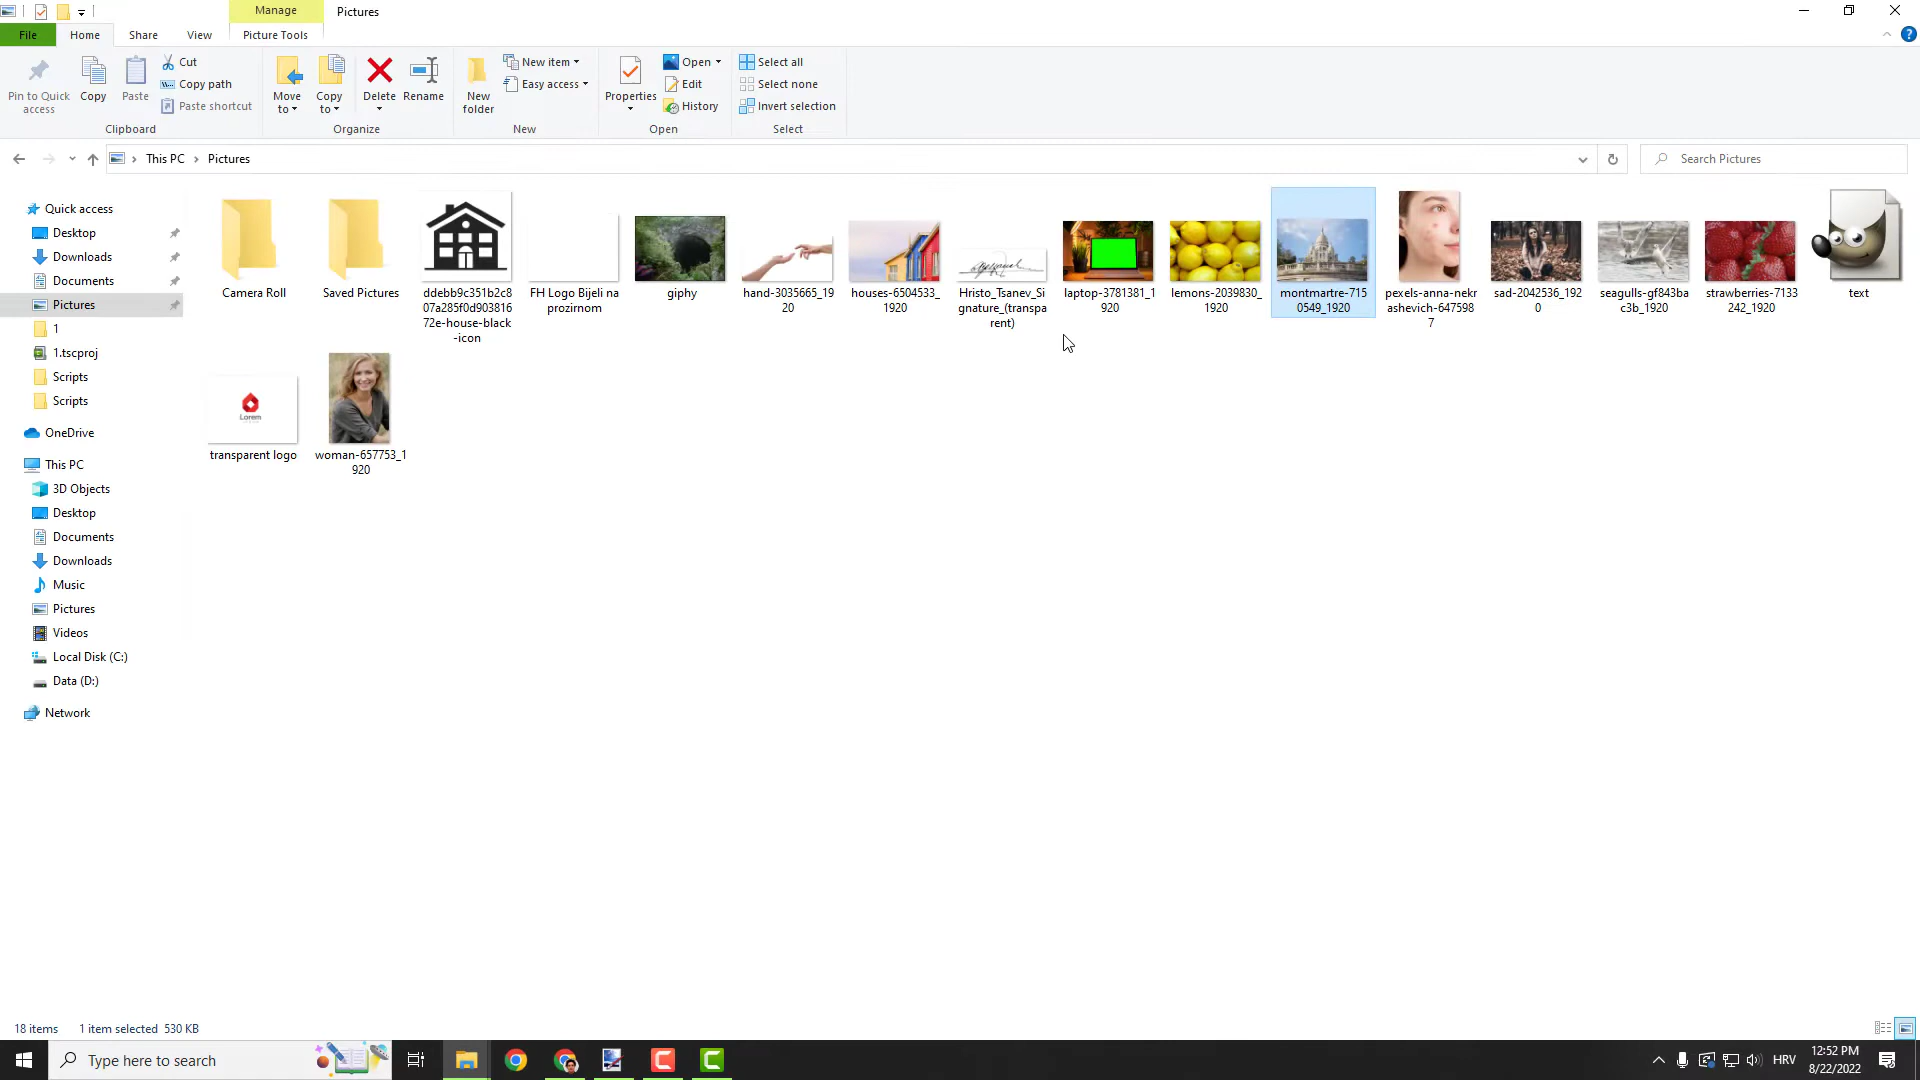 Manage
Pictures
File
Home
Share
View
Picture Tools
Pin to Quick
access
Copy
Paste
Cut
Copy path
Paste shortcut
Clipboard
Move
to
Copy
to
Delete
Rename
Organize
New
folder
New item
Easy access
New
Properties
Open
Edit
History
Open
Select all
Select none
Invert selection
Select
This PC
Pictures
Search Pictures
Quick access
Desktop
Downloads
Documents
Pictures
1
1.tscproj
Scripts
Scripts
OneDrive
This PC
3D Objects
Desktop
Documents
Downloads
Music
Pictures
Videos
Local Disk (C:)
Data (D:)
Network
Camera Roll
Saved Pictures
ddebb9c351b2c8
07a285f0d903816
72e-house-black
-icon
FH Logo Bijeli na
prozirnom
giphy
hand-3035665_19
20
houses-6504533_
1920
Hristo_Tsanev_Si
gnature_(transpa
rent)
laptop-3781381_1
920
lemons-2039830_
1920
montmartre-715
0549_1920
pexels-anna-nekr
ashevich-647598
7
sad-2042536_192
0
seagulls-gf843ba
c3b_1920
strawberries-7133
242_1920
text
Lorem
transparent logo
woman-657753_1
920
18 items
1 item selected 530 KB
Type here to search
HRV
12:52 PM
8/22/2022